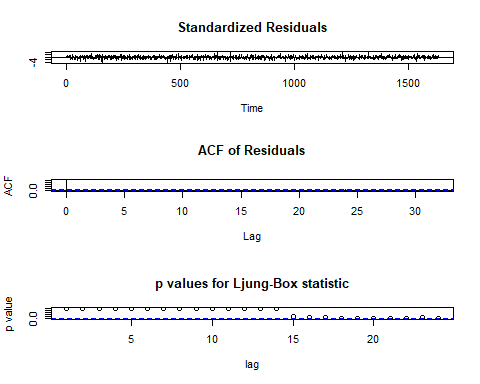 Standardized Residuals
-4
0 500 1000 1500
Time
ACF of Residuals
ACF
0.0
0 5 10 15 20 25 30
Lag
p values for Ljung-Box statistic
p value
0.0
5 10 15 20
lag